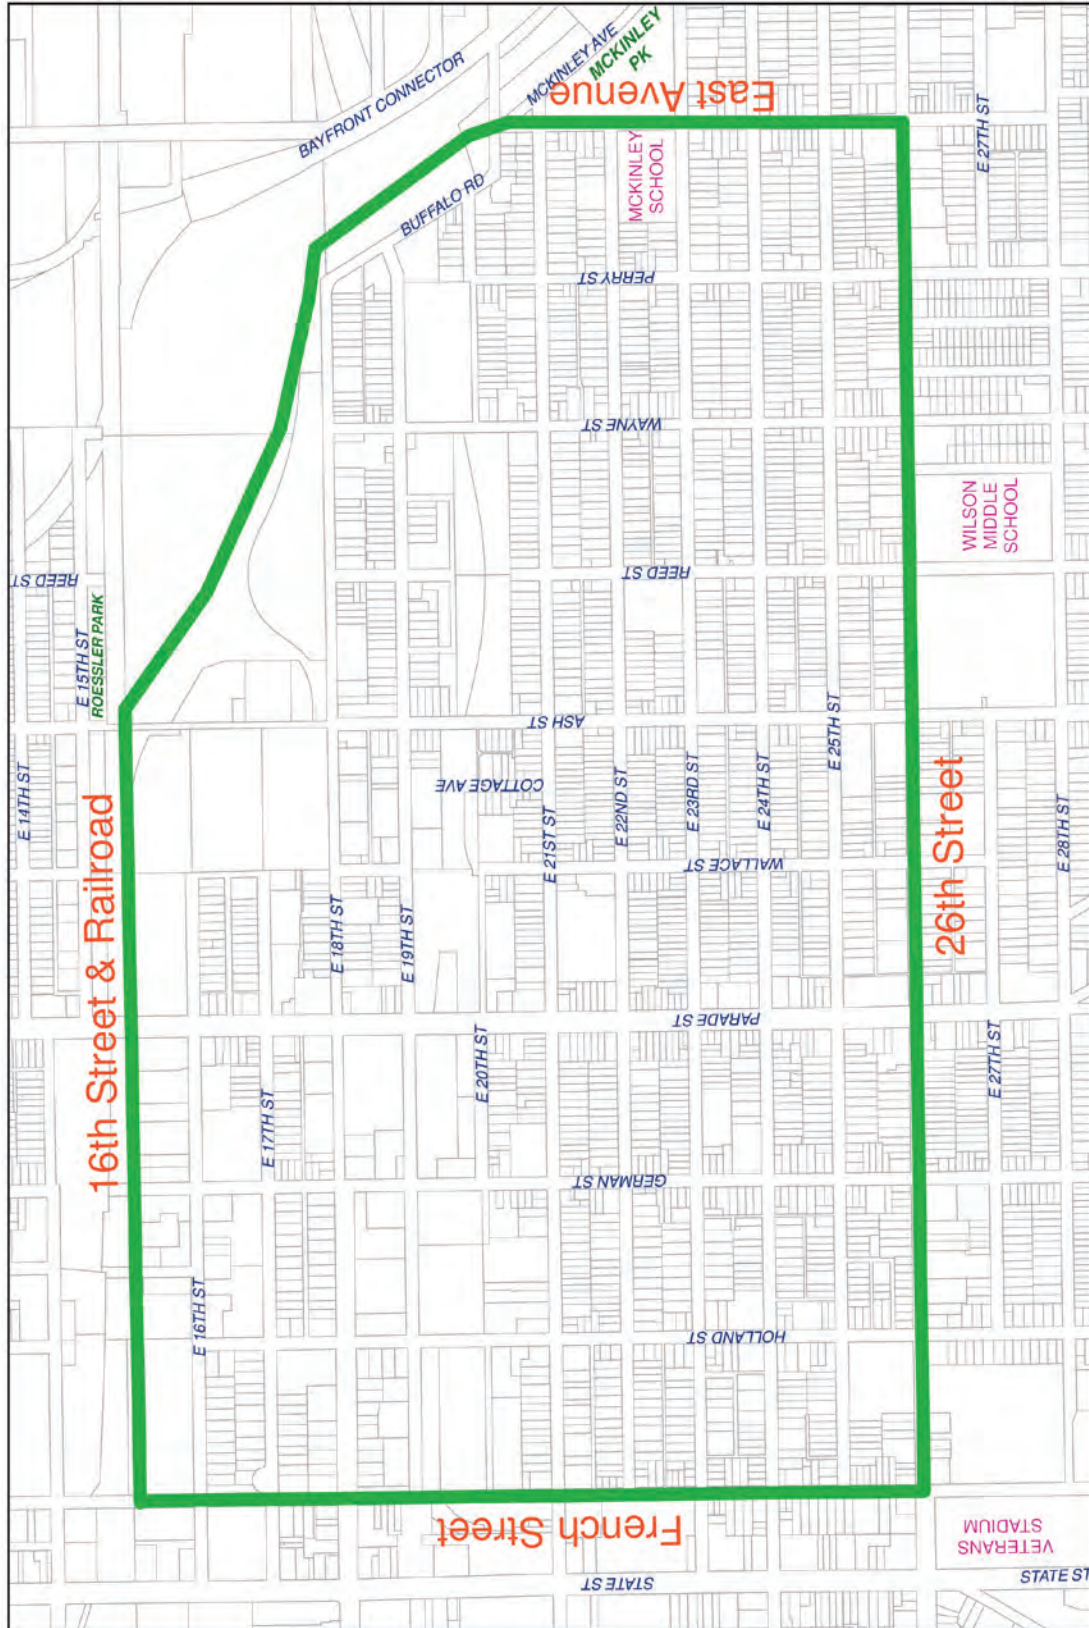 BAYFRONT CONNECTOR
MCKINLEY AVE
MCKINLEY
PK
East Avenue
BUFFALO RD
MCKINLEY
SCHOOL
E 27TH ST
PERRY ST
WAYNE ST
WILSON
MIDDLE
SCHOOL
REED ST
REED ST
E 15TH ST
ROESSLER PARK
ASH ST
E 25TH ST
E 14TH ST
COTTAGE AVE
E 21ST ST
E 22ND ST
E 23RD ST
E 24TH ST
16th Street & Railroad
26th Street
E 28TH ST
WALLACE ST
E 18TH ST
E 19TH ST
PARADE ST
E 20TH ST
E 17TH ST
E 27TH ST
GERMAN ST
E 16TH ST
HOLLAND ST
French Street
VETERANS
STADIUM
STATE ST
STATE ST